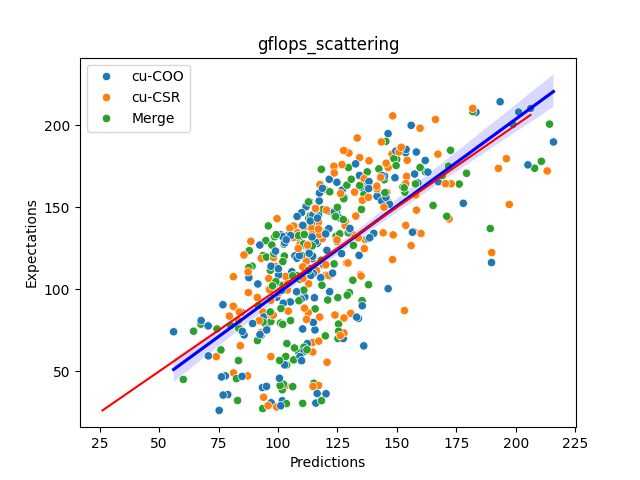 gflops_scattering
cu-COO
cu-CSR
Merge
Expectations
200
150
100
50
25
50
75
100
125
150
175
200
225
Predictions